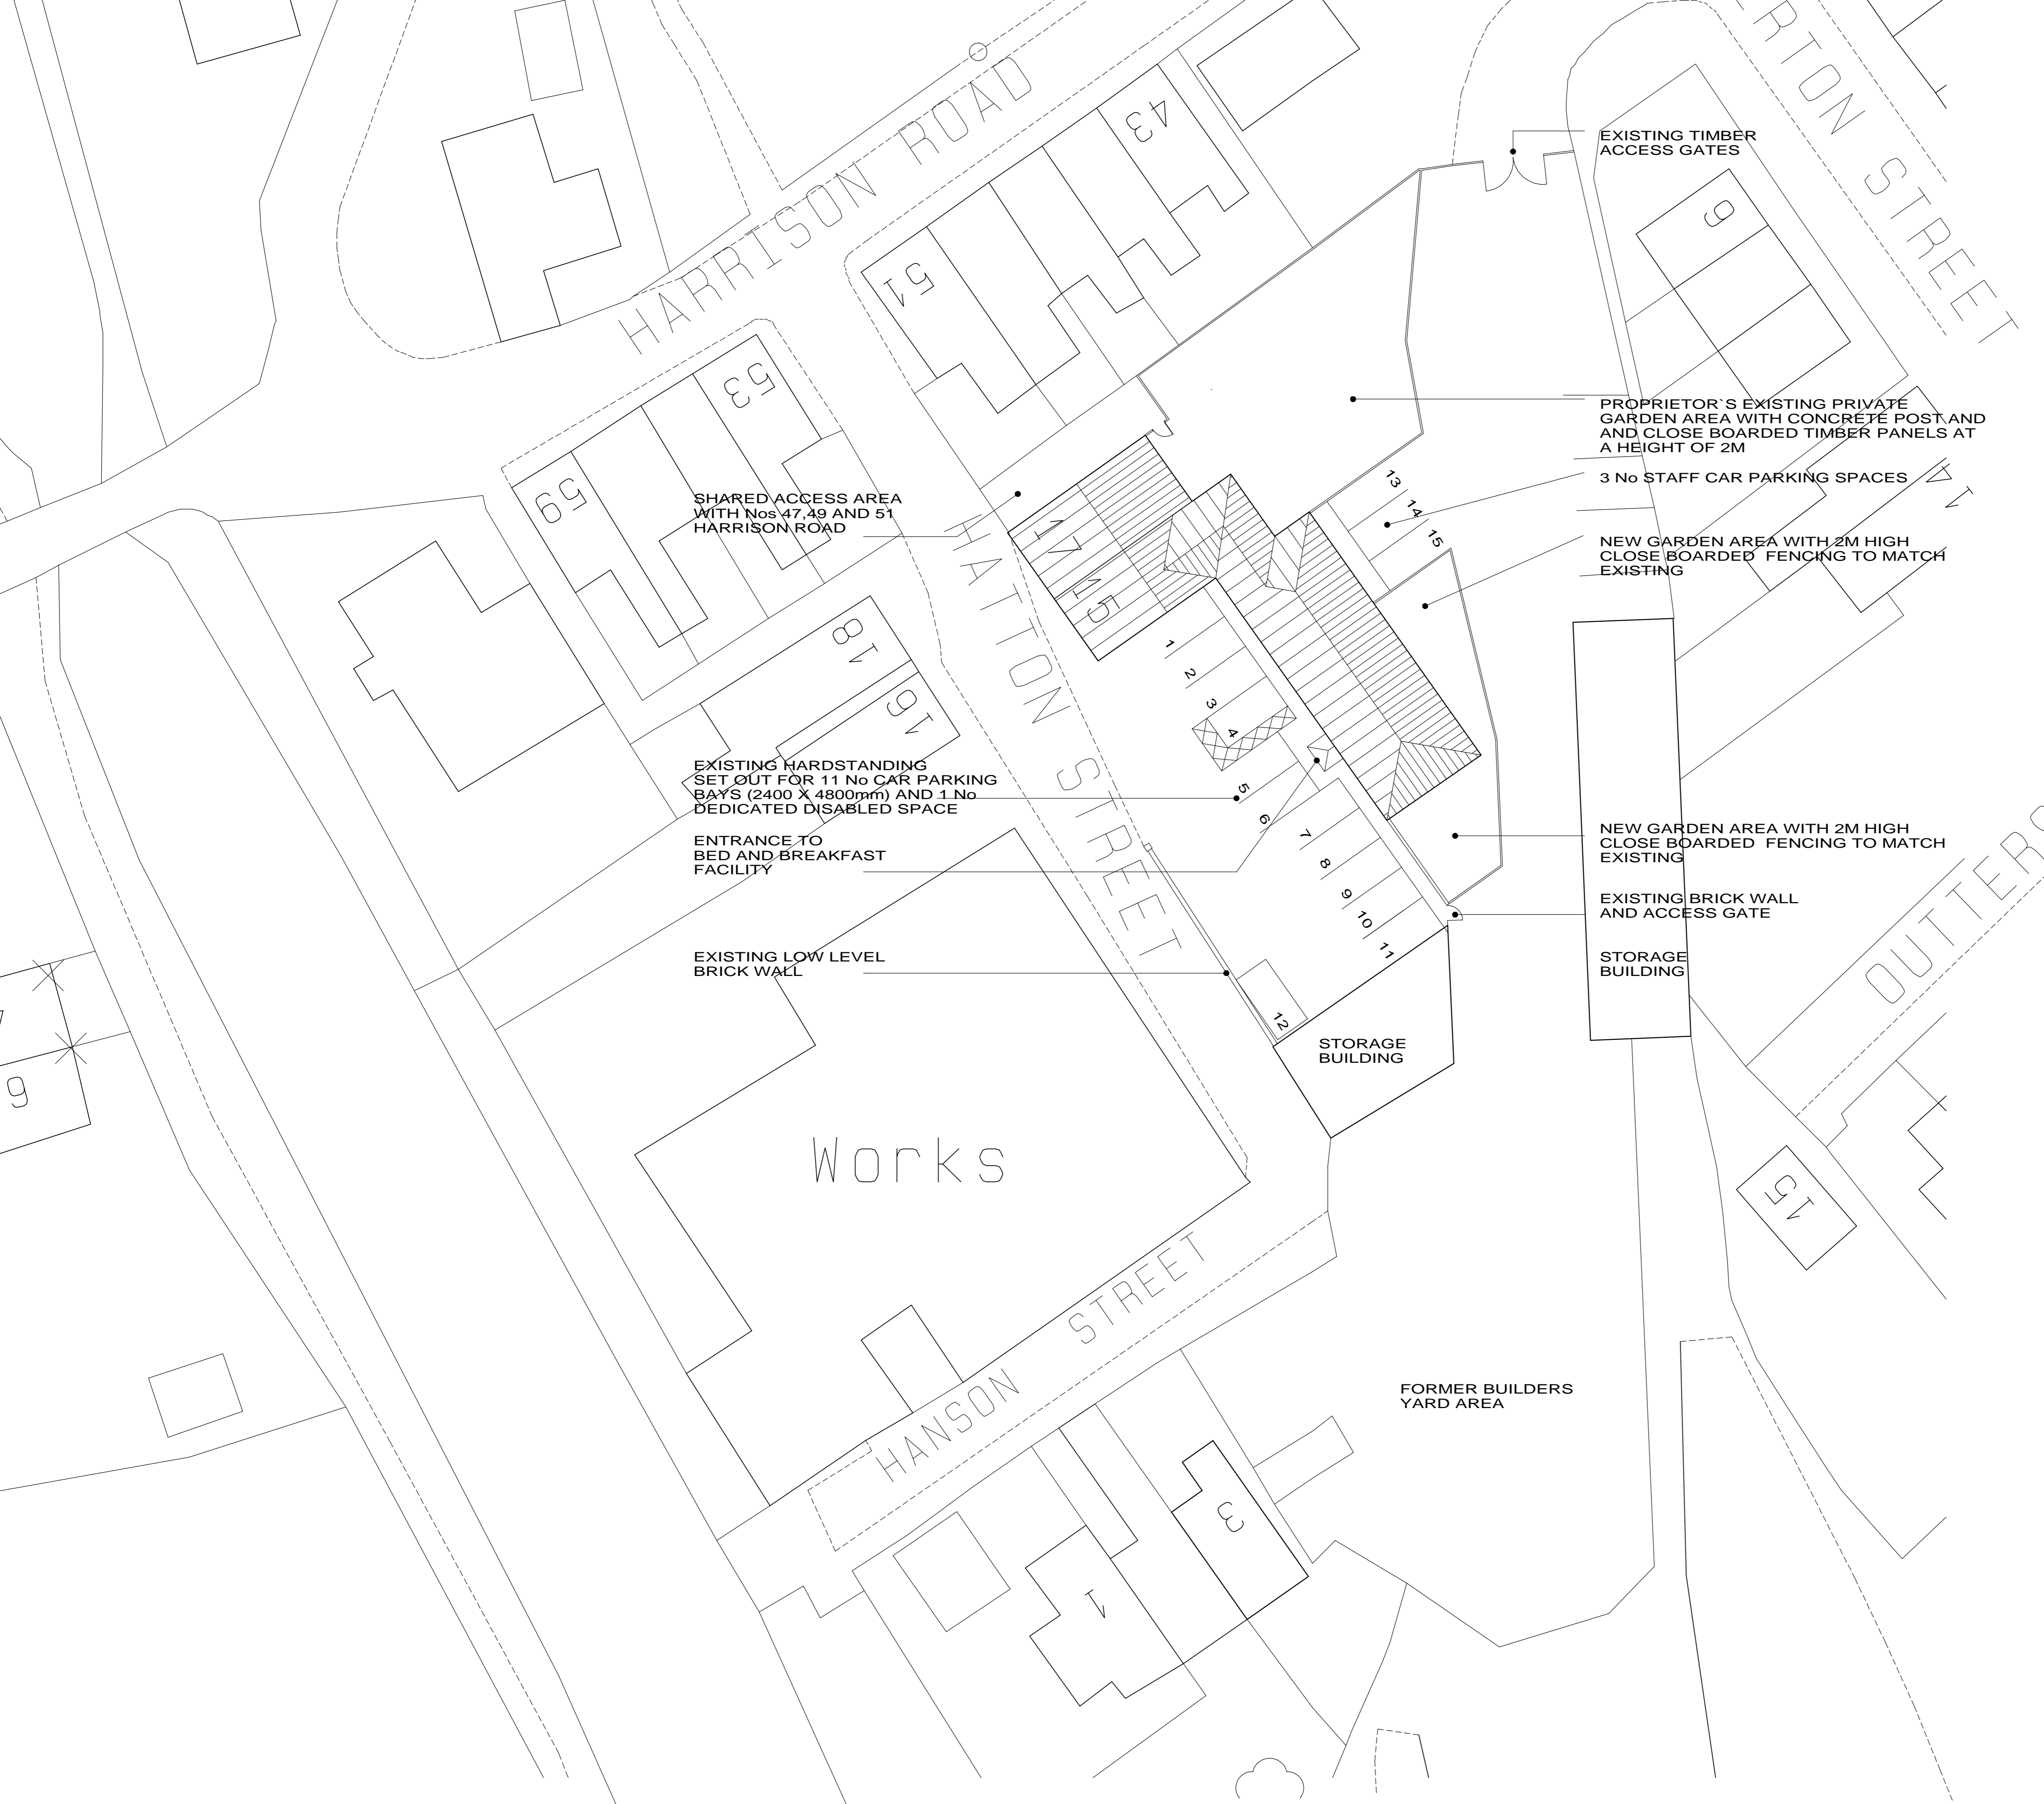 HARRISON ROAD
43
51
53
59
RTON STREET
9
EXISTING TIMBER
ACCESS GATES
PROPRIETOR`S EXISTING PRIVATE
GARDEN AREA WITH CONCRETE POST AND
AND CLOSE BOARDED TIMBER PANELS AT
A HEIGHT OF 2M
3 No STAFF CAR PARKING SPACES
NEW GARDEN AREA WITH 2M HIGH
CLOSE BOARDED  FENCING TO MATCH
EXISTING
SHARED ACCESS AREA
WITH Nos 47,49 AND 51
HARRISON ROAD
HATTON STREET
17
15
18
16
13
14
15
1
2
3
4
5
6
7
8
9
10
11
12
EXISTING HARDSTANDING
SET OUT FOR 11 No CAR PARKING
BAYS (2400 X 4800mm) AND 1 No
DEDICATED DISABLED SPACE
ENTRANCE TO
BED AND BREAKFAST
FACILITY
EXISTING LOW LEVEL
BRICK WALL
NEW GARDEN AREA WITH 2M HIGH
CLOSE BOARDED  FENCING TO MATCH
EXISTING
EXISTING BRICK WALL
AND ACCESS GATE
STORAGE
BUILDING
STORAGE
BUILDING
OUTTERS
Works
15
HANSON STREET
FORMER BUILDERS
YARD AREA
3
1